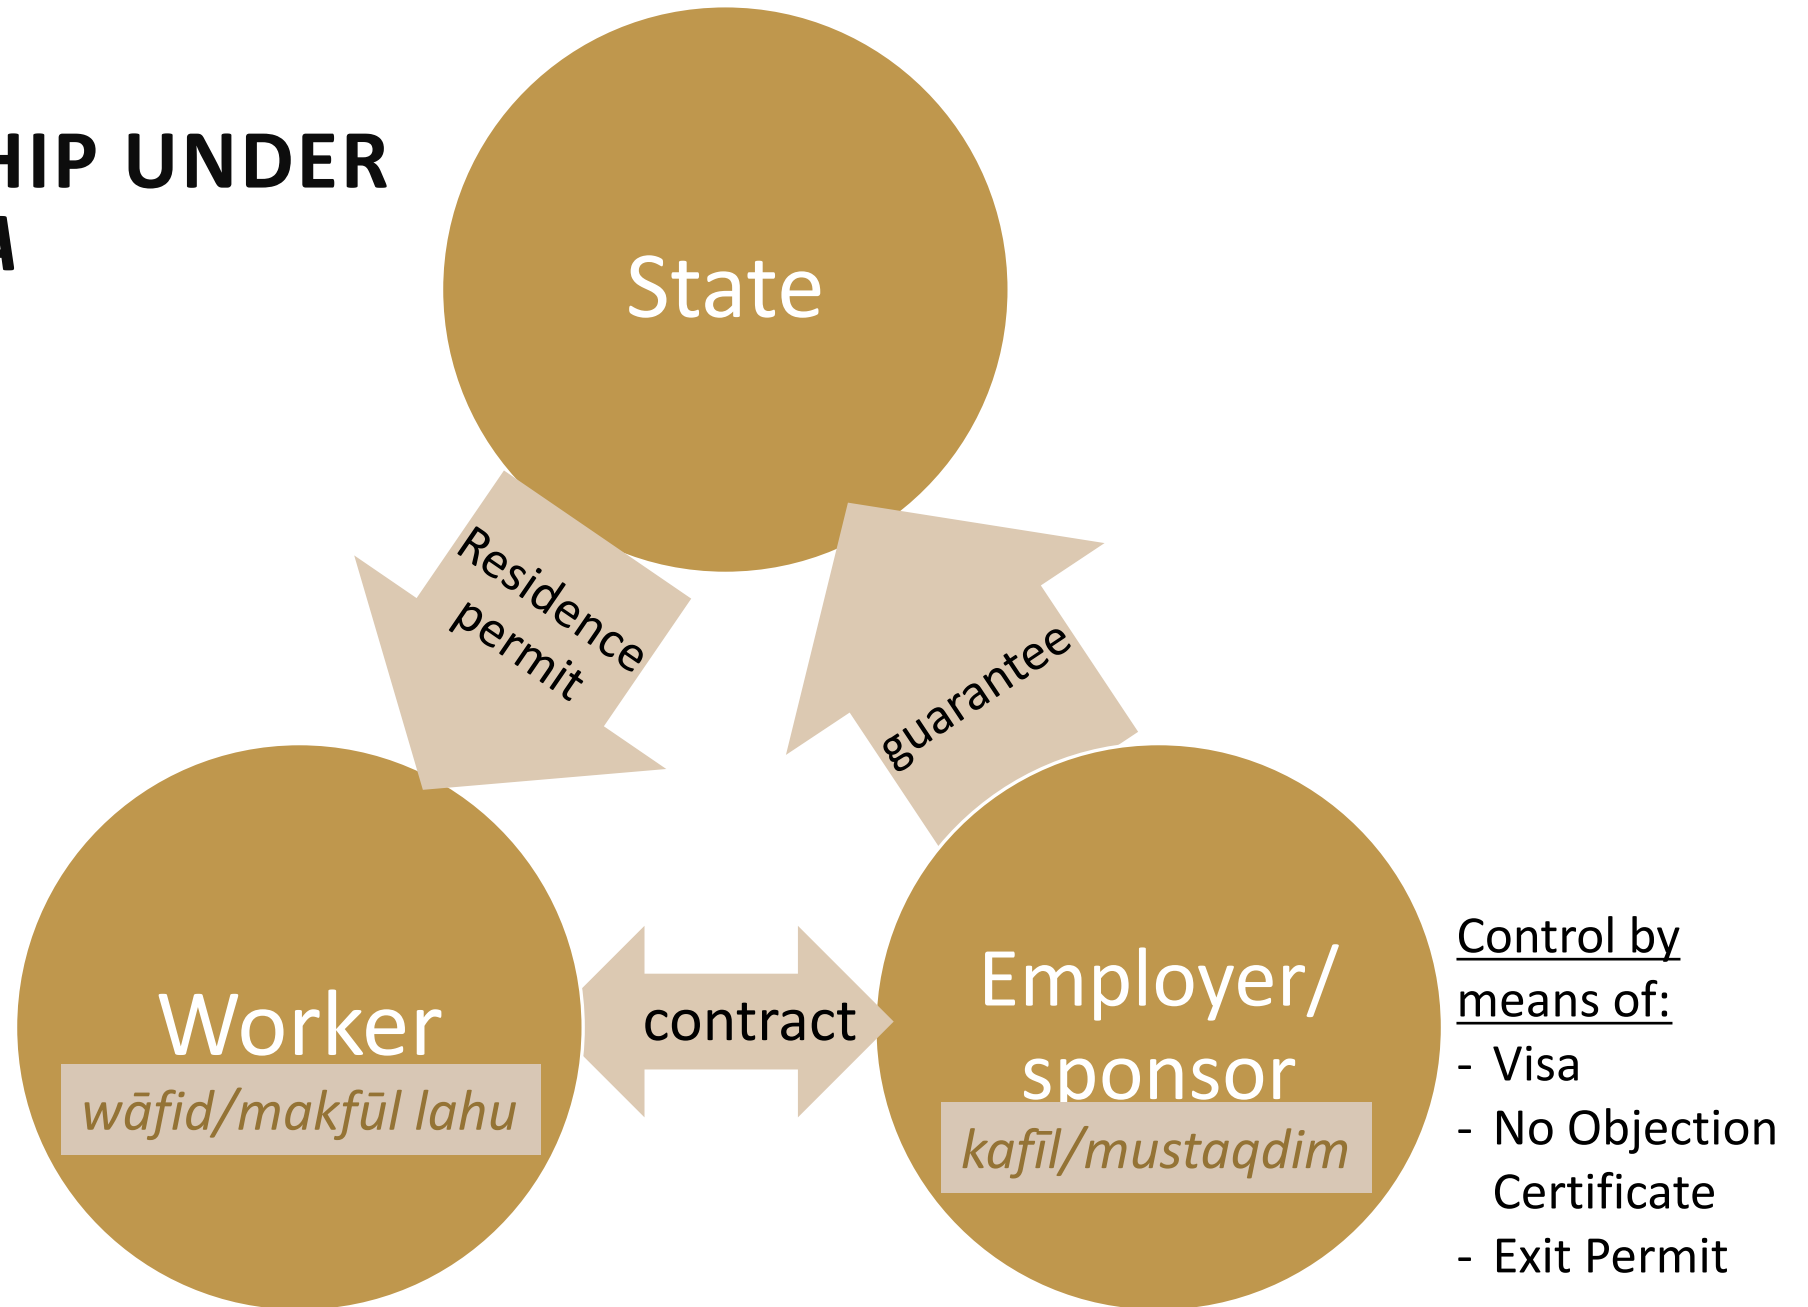 HIP UNDER
A
State
Residence
permit
guarantee
Worker
wāfid/makfūl lahu
contract
Employer/
sponsor
kafīl/mustaqdim
Control by
means of:
- Visa
- No Objection
Certificate
- Exit Permit